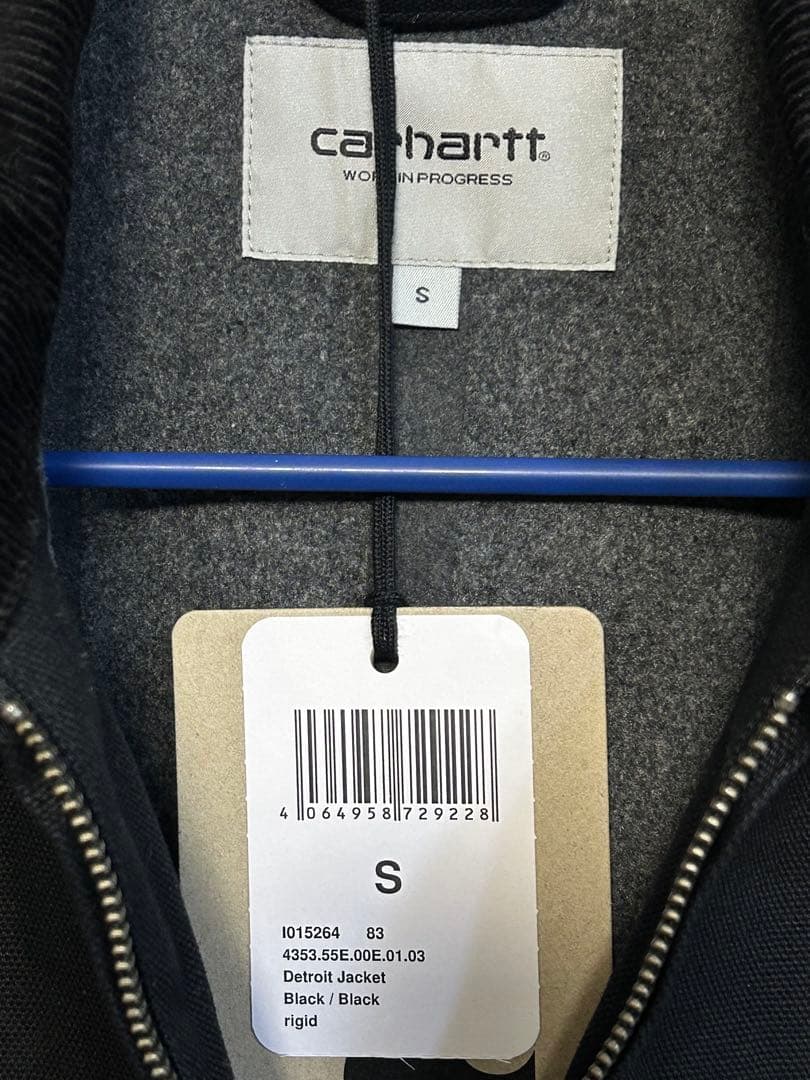 carhartt®
WORK IN PROGRESS
S
4 064958 729228
S
I015264 83
4353.55E.00E.01.03
Detroit Jacket
Black / Black
rigid